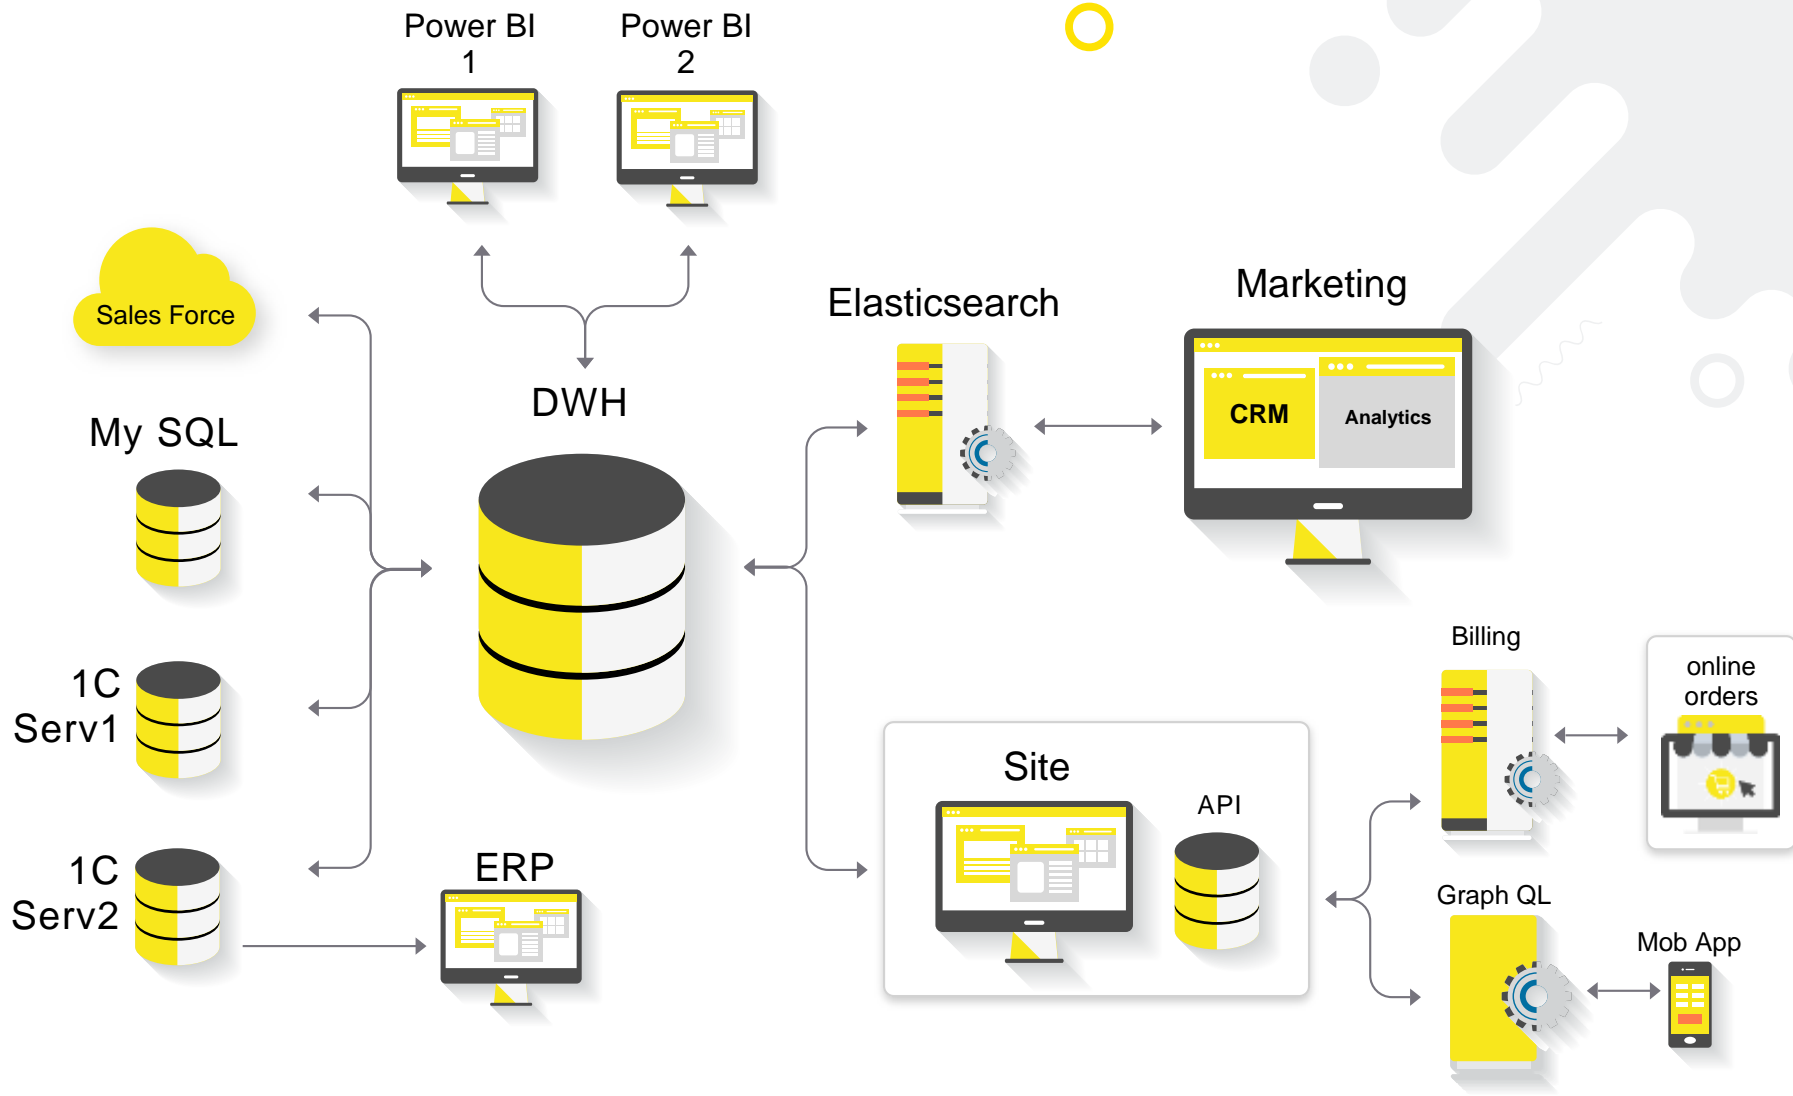 Power BI
1
Power BI
2
Sales Force
Elasticsearch
Marketing
My SQL
DWH
CRM
Analytics
1C
Serv1
Billing
online
orders
Site
API
1C
Serv2
ERP
Graph QL
Mob App